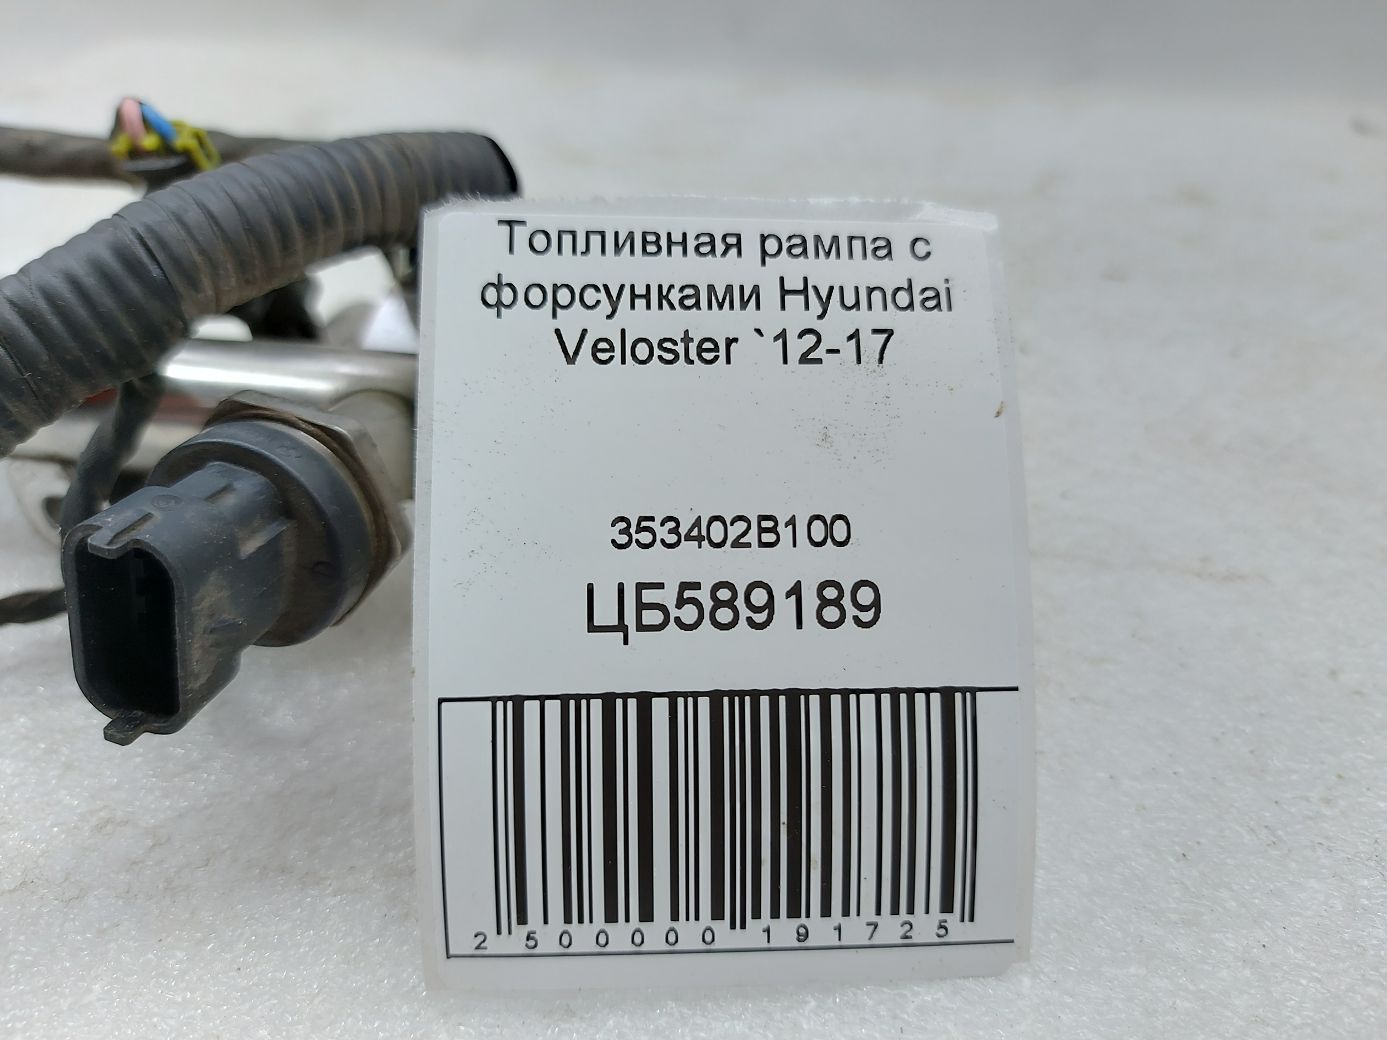 Топливная рампа с
форсунками Hyundai
Veloster `12-17
353402B100
ЦБ589189
2 500000 191725